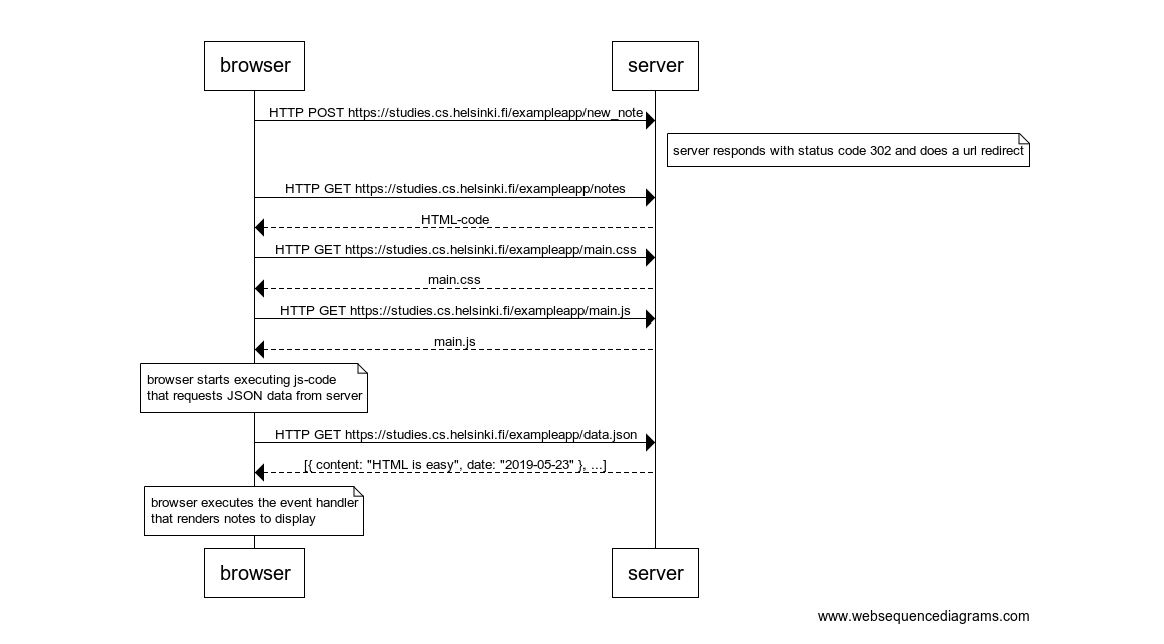 browser
server
HTTP POST https://studies.cs.helsinki.fi/exampleapp/new_note
server responds with status code 302 and does a url redirect
HTTP GET https://studies.cs.helsinki.fi/exampleapp/notes
HTML-code
HTTP GET https://studies.cs.helsinki.fi/exampleapp/main.css
main.css
HTTP GET https://studies.cs.helsinki.fi/exampleapp/main.js
main.js
browser starts executing js-code
that requests JSON data from server
HTTP GET https://studies.cs.helsinki.fi/exampleapp/data.json
[{ content: "HTML is easy", date: "2019-05-23" }, ...]
browser executes the event handler
that renders notes to display
browser
server
www.websequencediagrams.com